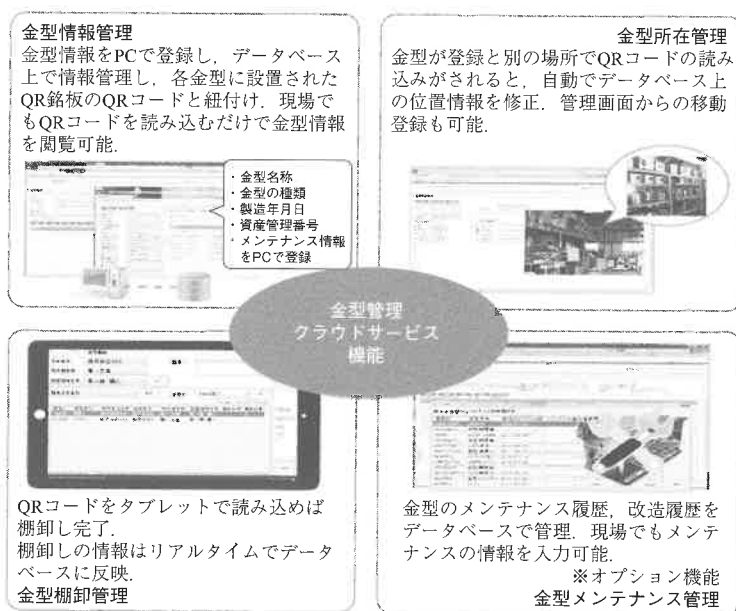 金型情報管理
金型情報をPCで登録し，データベース
上で情報管理し，各金型に設置された
QR銘板のQRコードと紐付け．現場で
もQRコードを読み込むだけで金型情報
を閲覧可能．
・金型名称
・金型の種類
・製造年月日
・資産管理番号
・メンテナンス情報
をPCで登録
金型所在管理
金型が登録と別の場所でQRコードの読み
込みがされると，自動でデータベース上
の位置情報を修正．管理画面からの移動
登録も可能．
金型管理
クラウドサービス
機能
QRコードをタブレットで読み込めば
棚卸し完了．
棚卸しの情報はリアルタイムでデータ
ベースに反映．
金型棚卸管理
金型のメンテナンス履歴，改造履歴を
データベースで管理．現場でもメンテ
ナンスの情報を入力可能．
※オプション機能
金型メンテナンス管理